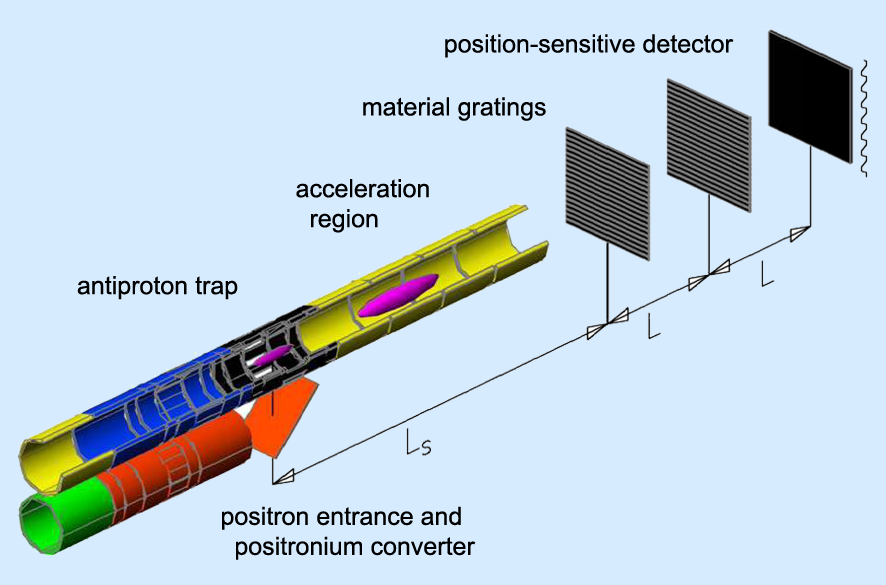 position-sensitive detector
material gratings
acceleration
region
antiproton trap
L
L
Ls
positron entrance and
positronium converter